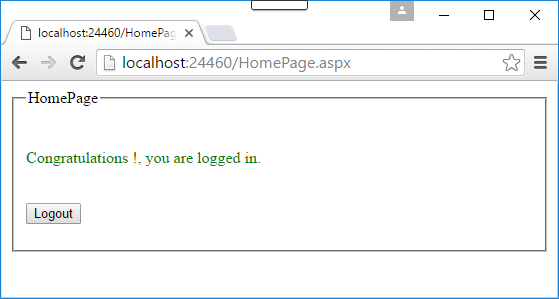 localhost:24460/HomePag
localhost:24460/HomePage.aspx
HomePage
Congratulations !, you are logged in.
Logout